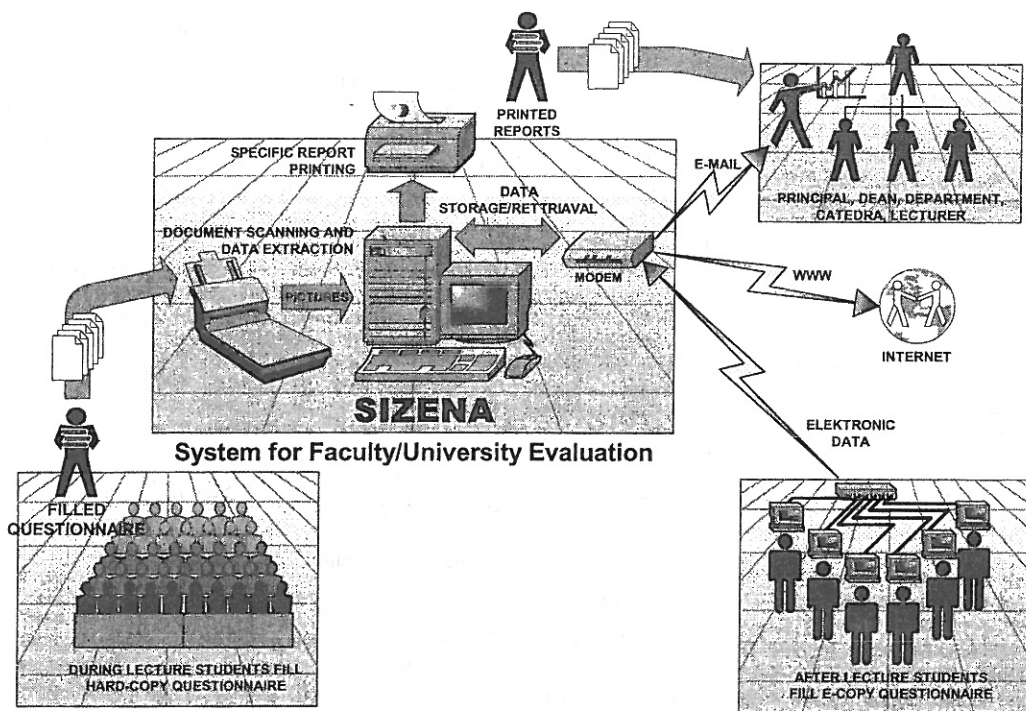 PRINTED
REPORTS
SPECIFIC REPORT
PRINTING
DATA
STORAGE/RETTRIAVAL
E-MAIL
PRINCIPAL, DEAN, DEPARTMENT,
CATEDRA, LECTURER
DOCUMENT SCANNING AND
DATA EXTRACTION
PICTURES
MODEM
WWW
INTERNET
SIZENA
System for Faculty/University Evaluation
ELEKTRONIC
DATA
FILLED
QUESTIONNAIRE
DURING LECTURE STUDENTS FILL
HARD-COPY QUESTIONNAIRE
AFTER LECTURE STUDENTS
FILL E-COPY QUESTIONNAIRE